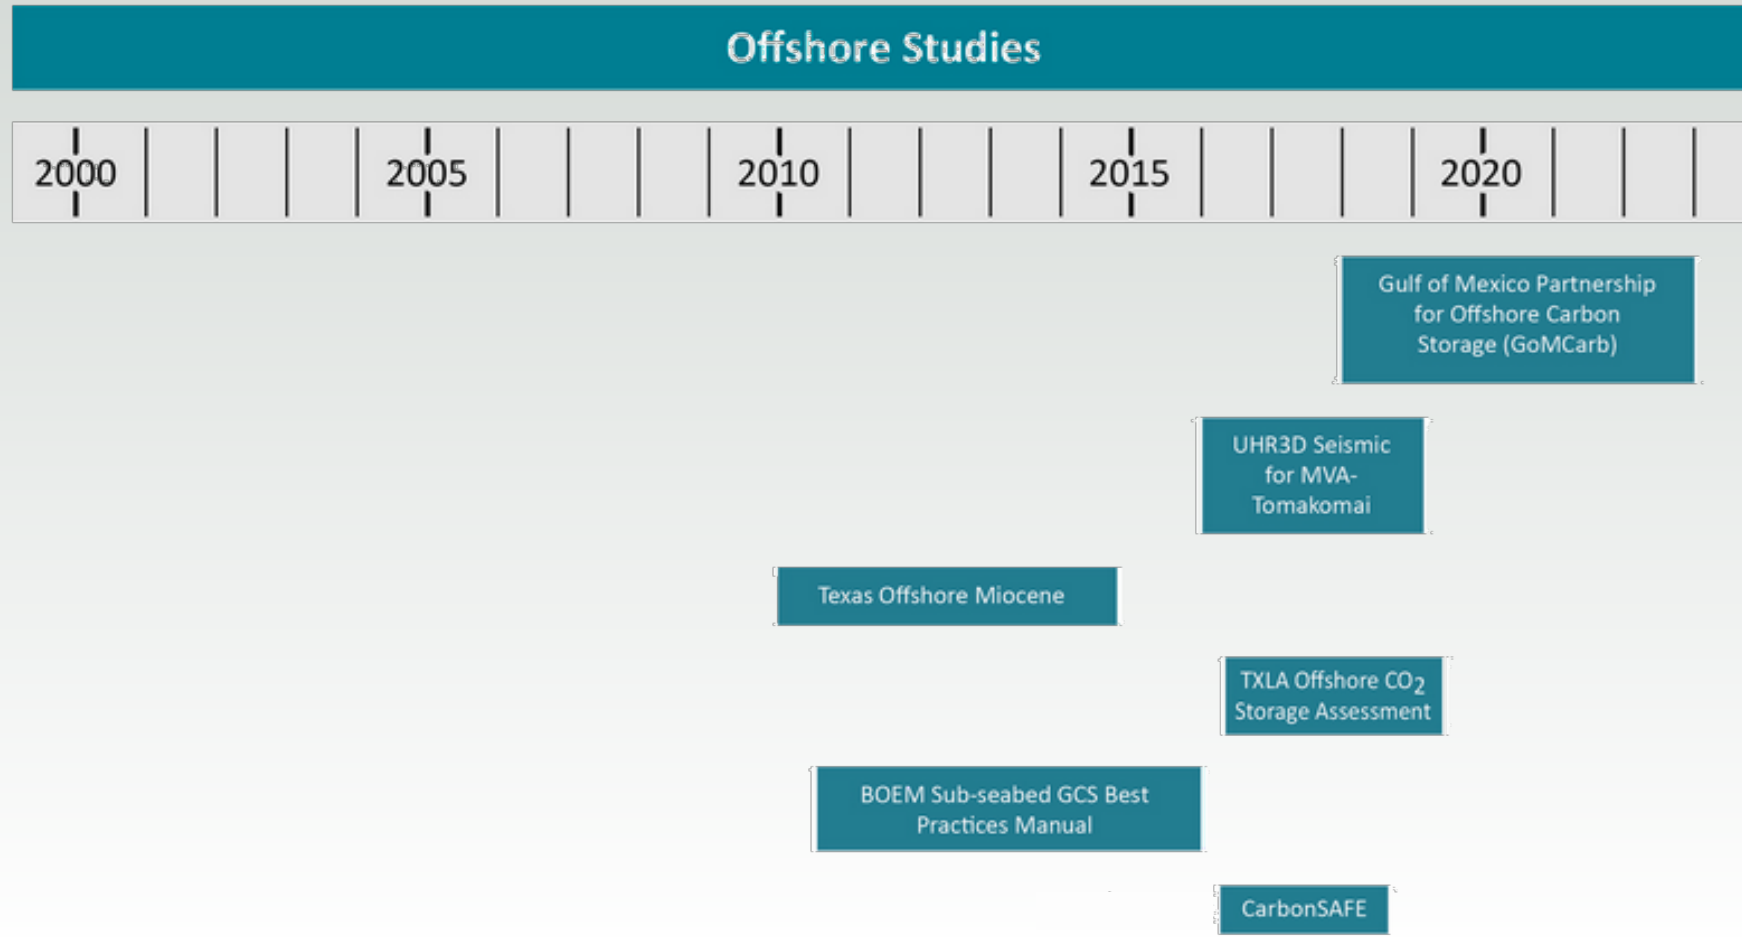 Offshore Studies
2000 2005 2010 2015 2020
Gulf of Mexico Partnership
for Offshore Carbon
Storage (GoMCarb)
UHR3D Seismic
for MVA-
Tomakomai
Texas Offshore Miocene
TXLA Offshore CO2
Storage Assessment
BOEM Sub-seabed GCS Best
Practices Manual
CarbonSAFE